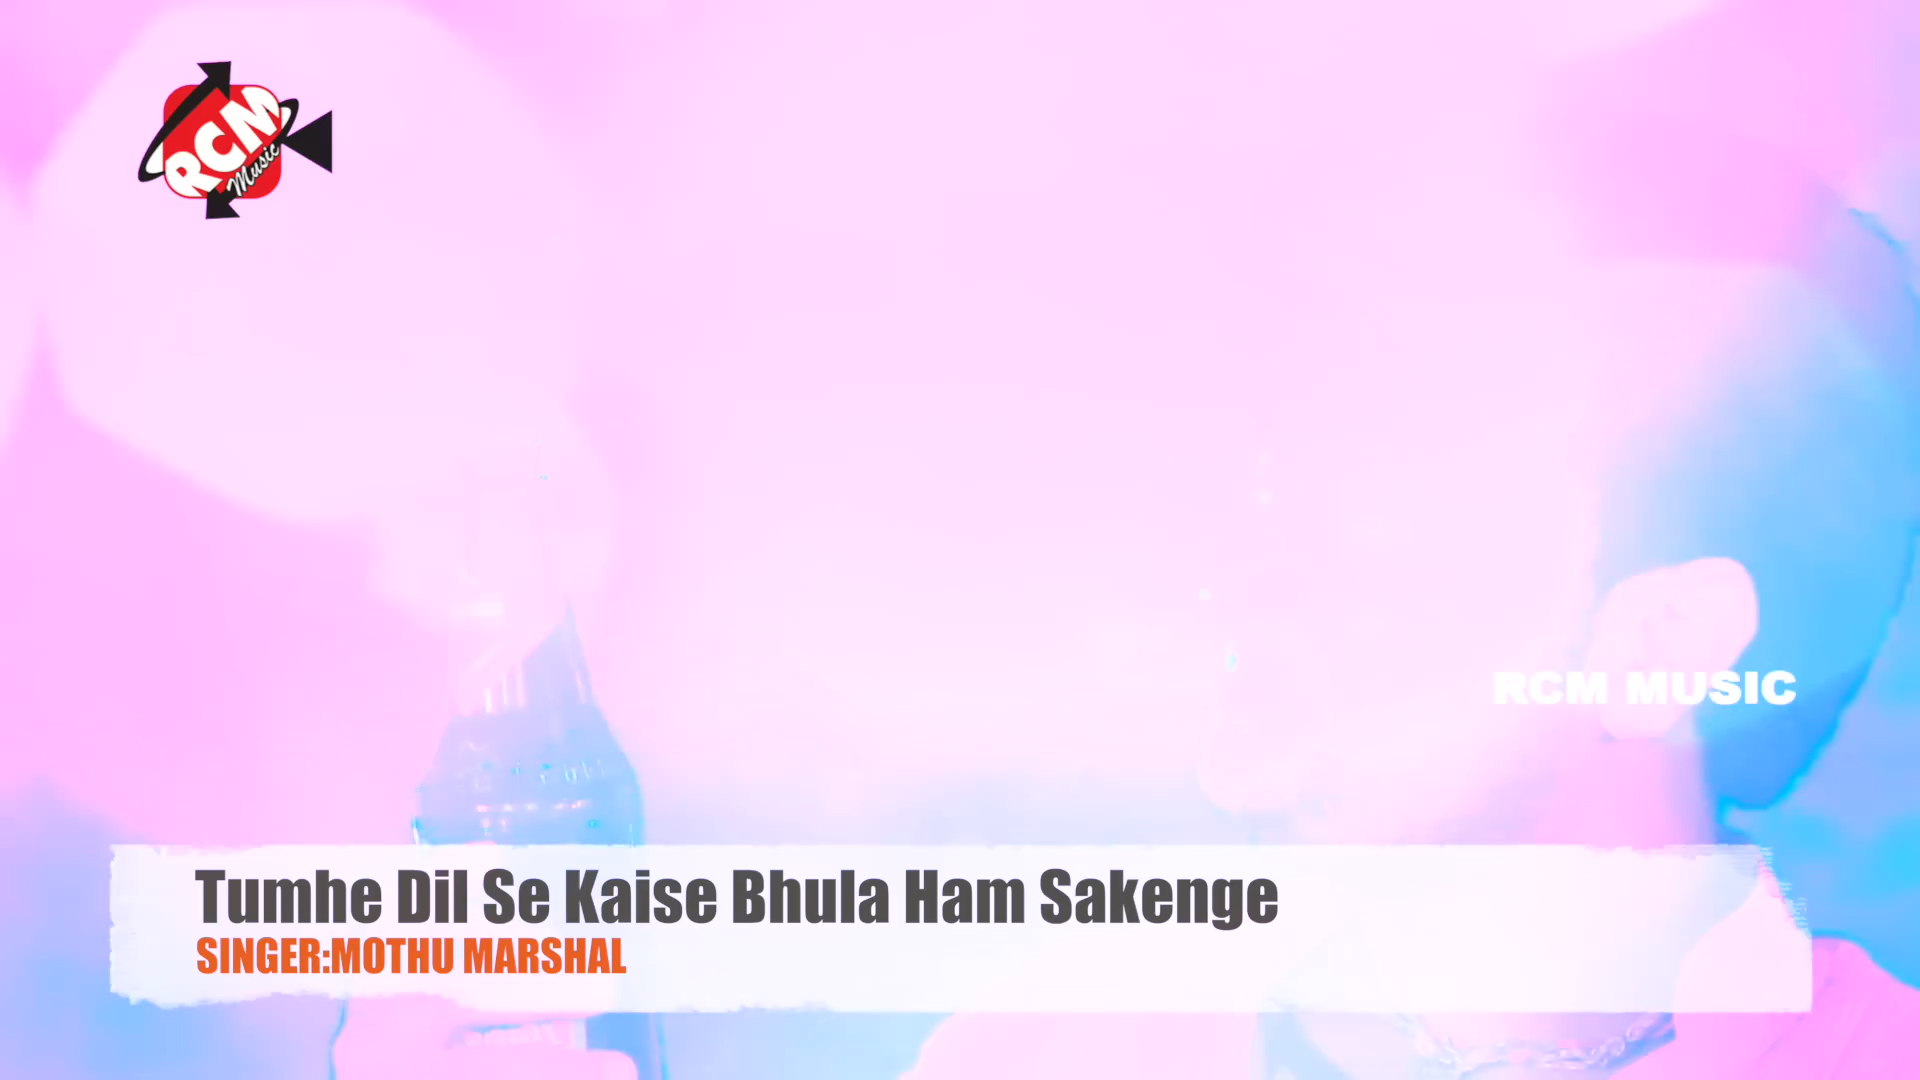 RCM
Music
RCM MUSIC
Tumhe Dil Se Kaise Bhula Ham Sakenge
SINGER:MOTHU MARSHAL